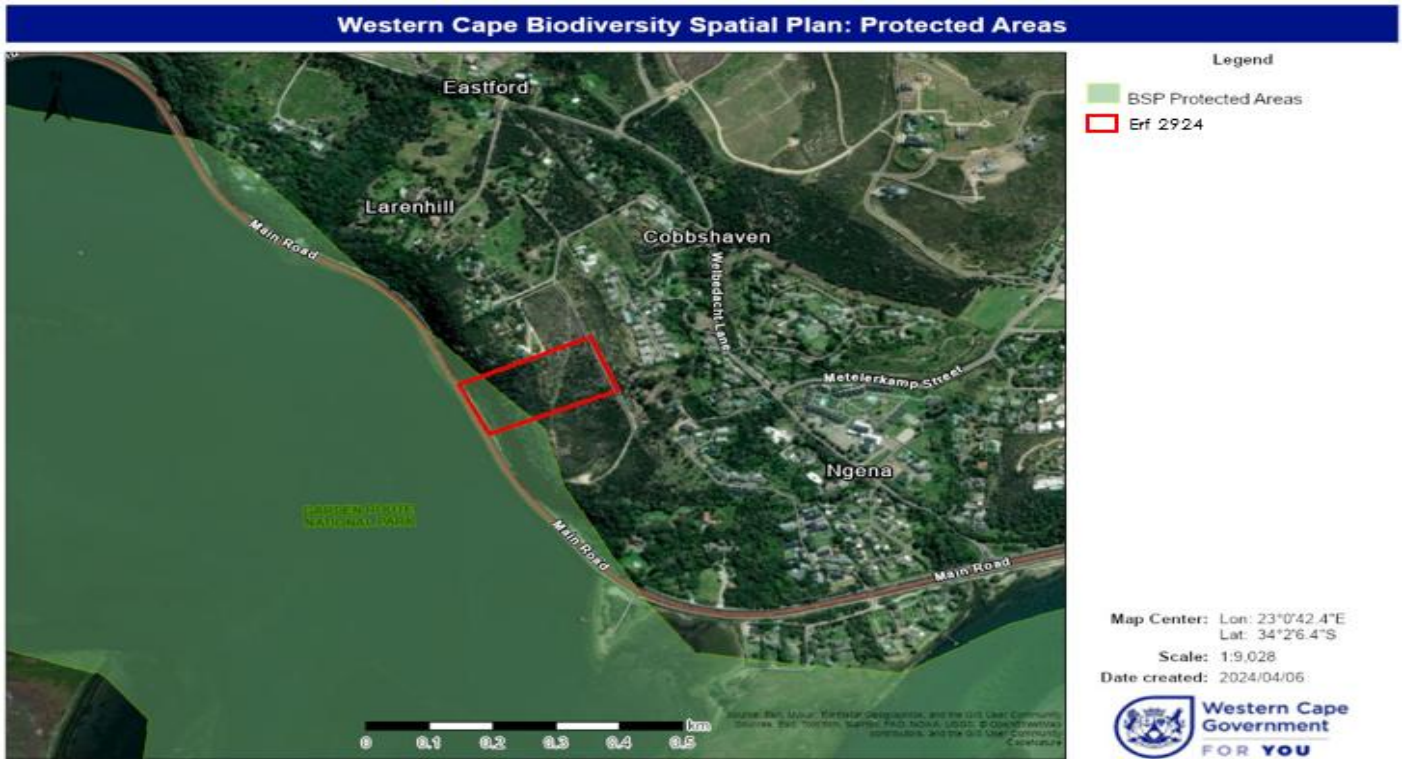 Western Cape Biodiversity Spatial Plan: Protected Areas
Legend
BSP Protected Areas
Erf 2924
N
Eastford
Larenhill
Cobbshaven
Main Road
Welbedacht Lane
Metelerkamp Street
Ngena
GARDEN ROUTE
NATIONAL PARK
Main Road
Main Road
km
0 0.1 0.2 0.3 0.4 0.5
Map Center: Lon: 23°0'42.4"E
Lat: 34°2'6.4"S
Scale: 1:9,028
Date created: 2024/04/06
Western Cape
Government
FOR YOU